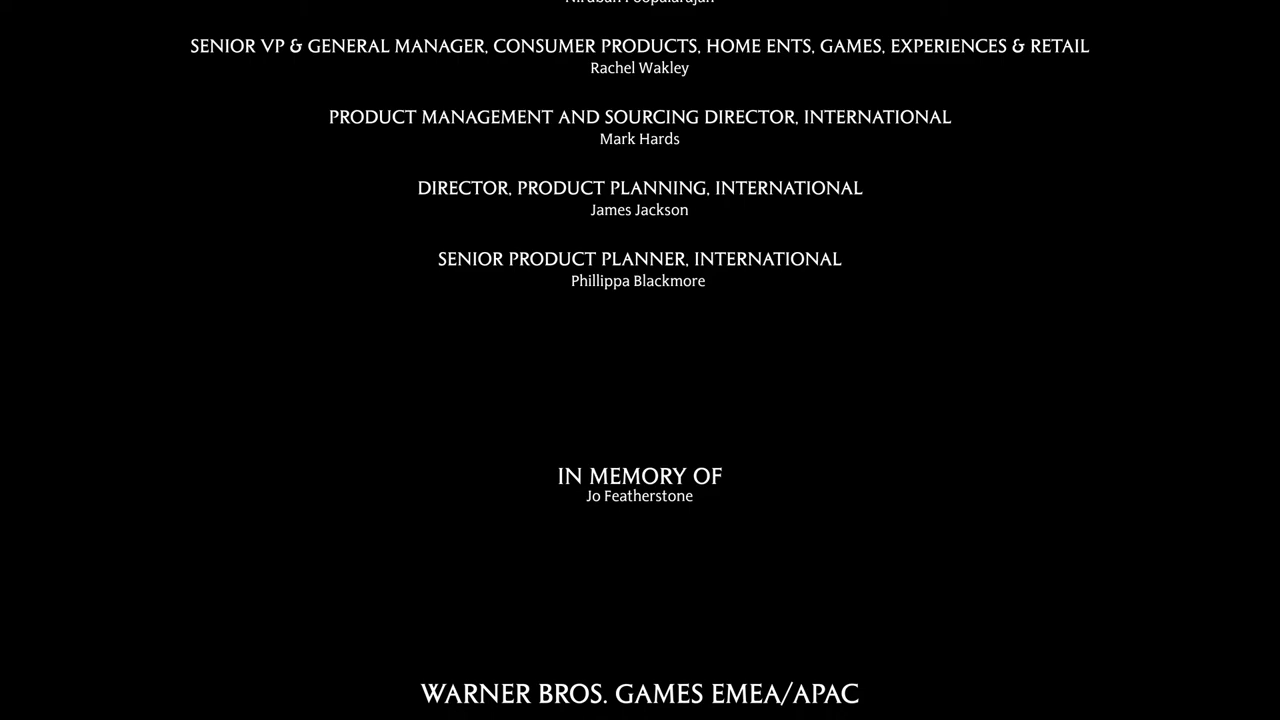 SENIOR VP & GENERAL MANAGER, CONSUMER PRODUCTS, HOME ENTS, GAMES, EXPERIENCES & RETAIL
Rachel Wakley
PRODUCT MANAGEMENT AND SOURCING DIRECTOR, INTERNATIONAL
Mark Hards
DIRECTOR, PRODUCT PLANNING, INTERNATIONAL
James Jackson
SENIOR PRODUCT PLANNER, INTERNATIONAL
Phillippa Blackmore
IN MEMORY OF
Jo Featherstone
WARNER BROS. GAMES EMEA/APAC